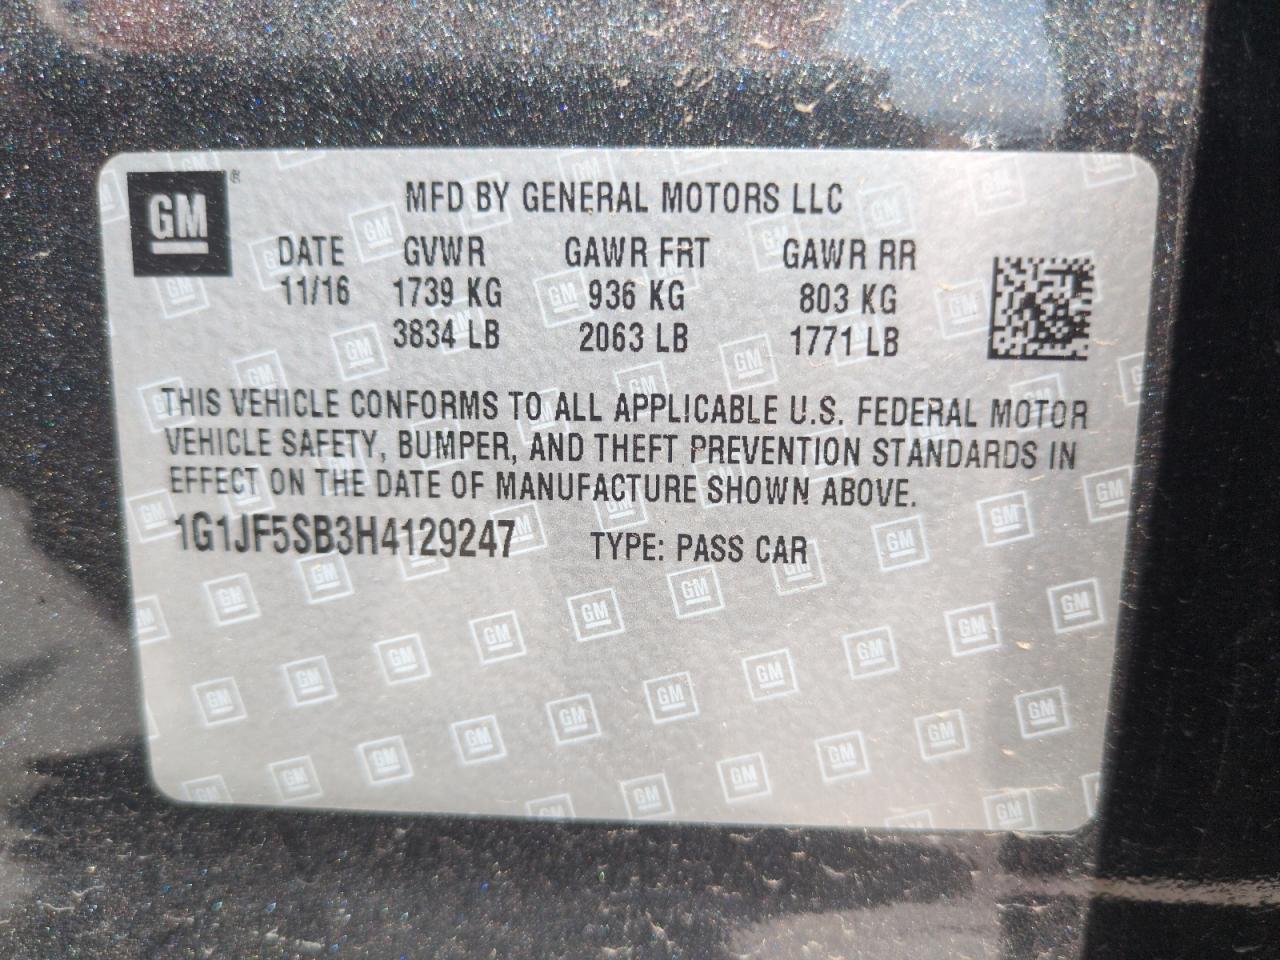 GM ®
MFD BY GENERAL MOTORS LLC
DATE GVWR GAWR FRT GAWR RR
11/16 1739 KG 936 KG 803 KG
3834 LB 2063 LB 1771 LB
THIS VEHICLE CONFORMS TO ALL APPLICABLE U.S. FEDERAL MOTOR
VEHICLE SAFETY, BUMPER, AND THEFT PREVENTION STANDARDS IN
EFFECT ON THE DATE OF MANUFACTURE SHOWN ABOVE.
1G1JF5SB3H4129247 TYPE: PASS CAR